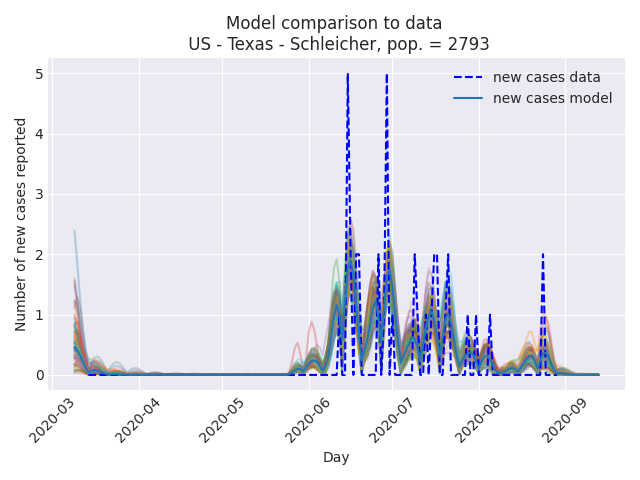 Model comparison to data
US - Texas - Schleicher, pop. = 2793
Number of new cases reported
5
4
3
2
1
0
new cases data
new cases model
2020-03
2020-04
2020-05
2020-06
2020-07
2020-08
2020-09
Day